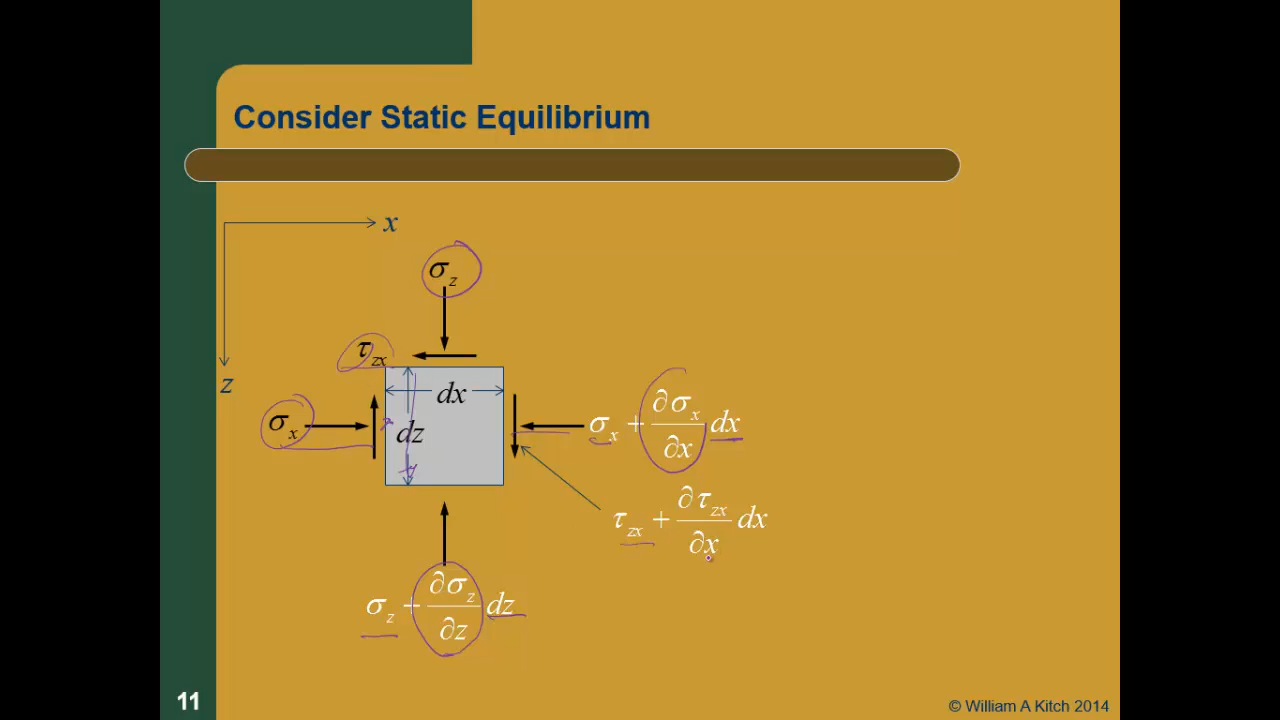 Consider Static Equilibrium
x
σz
τzx
z
dx
σx
dz
σx + ∂σx/∂x dx
τzx + ∂τzx/∂x dx
σz + ∂σz/∂z dz
11
© William A Kitch 2014